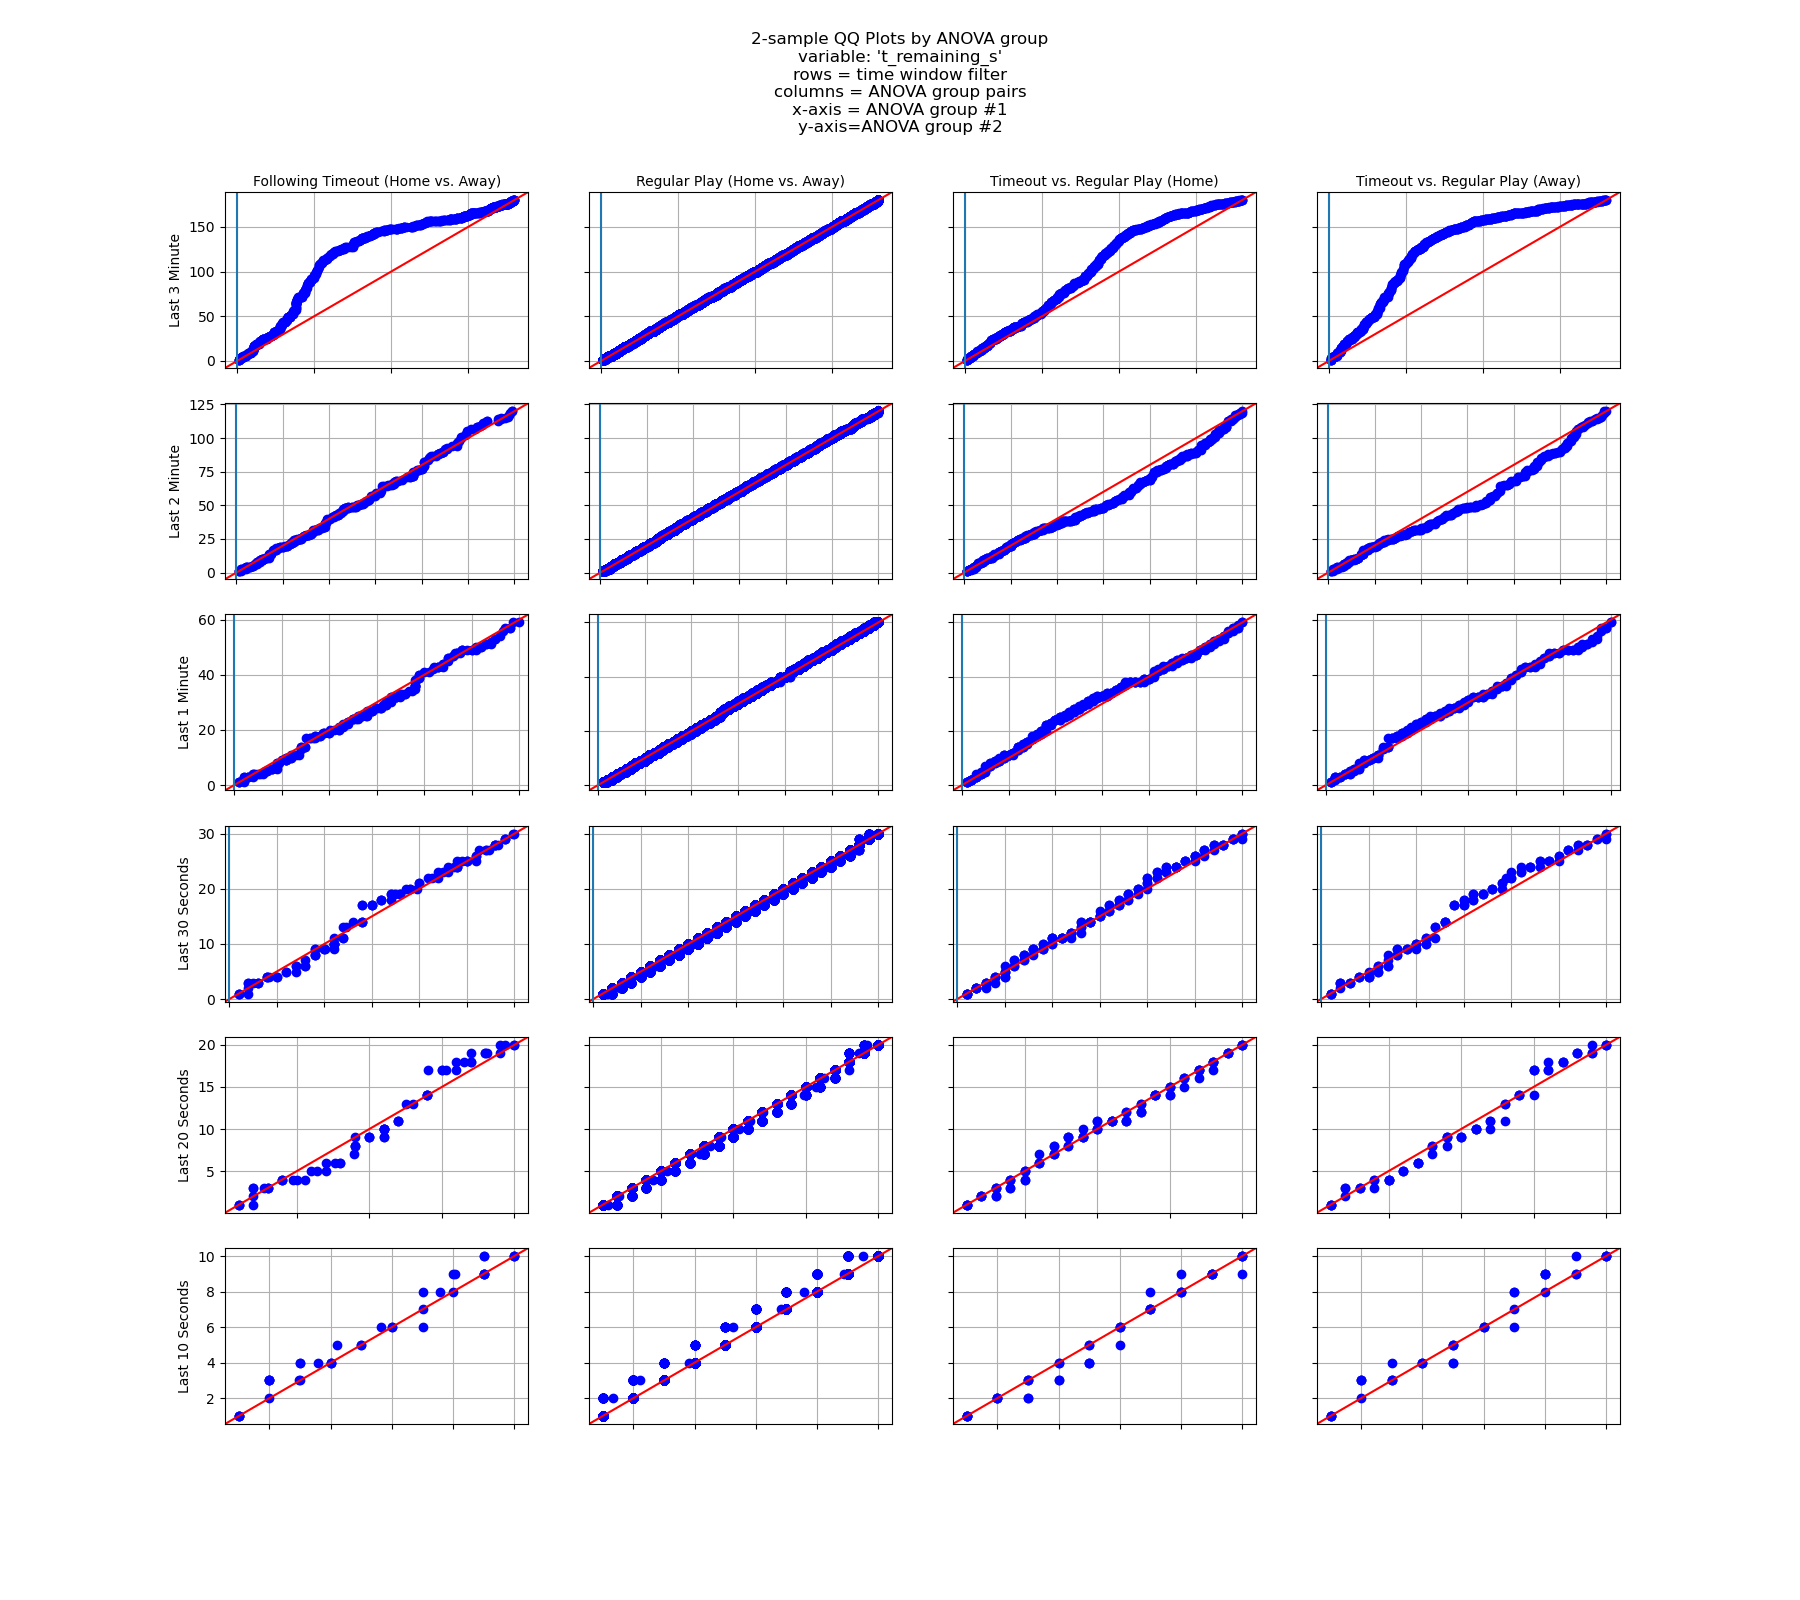 2-sample QQ Plots by ANOVA group
variable: 't_remaining_s'
rows = time window filter
columns = ANOVA group pairs
x-axis = ANOVA group #1
y-axis=ANOVA group #2
Following Timeout (Home vs. Away)
Regular Play (Home vs. Away)
Timeout vs. Regular Play (Home)
Timeout vs. Regular Play (Away)
Last 3 Minute
150
100
50
0
Last 2 Minute
125
100
75
50
25
0
Last 1 Minute
60
40
20
0
Last 30 Seconds
30
20
10
0
Last 20 Seconds
20
15
10
5
Last 10 Seconds
10
8
6
4
2